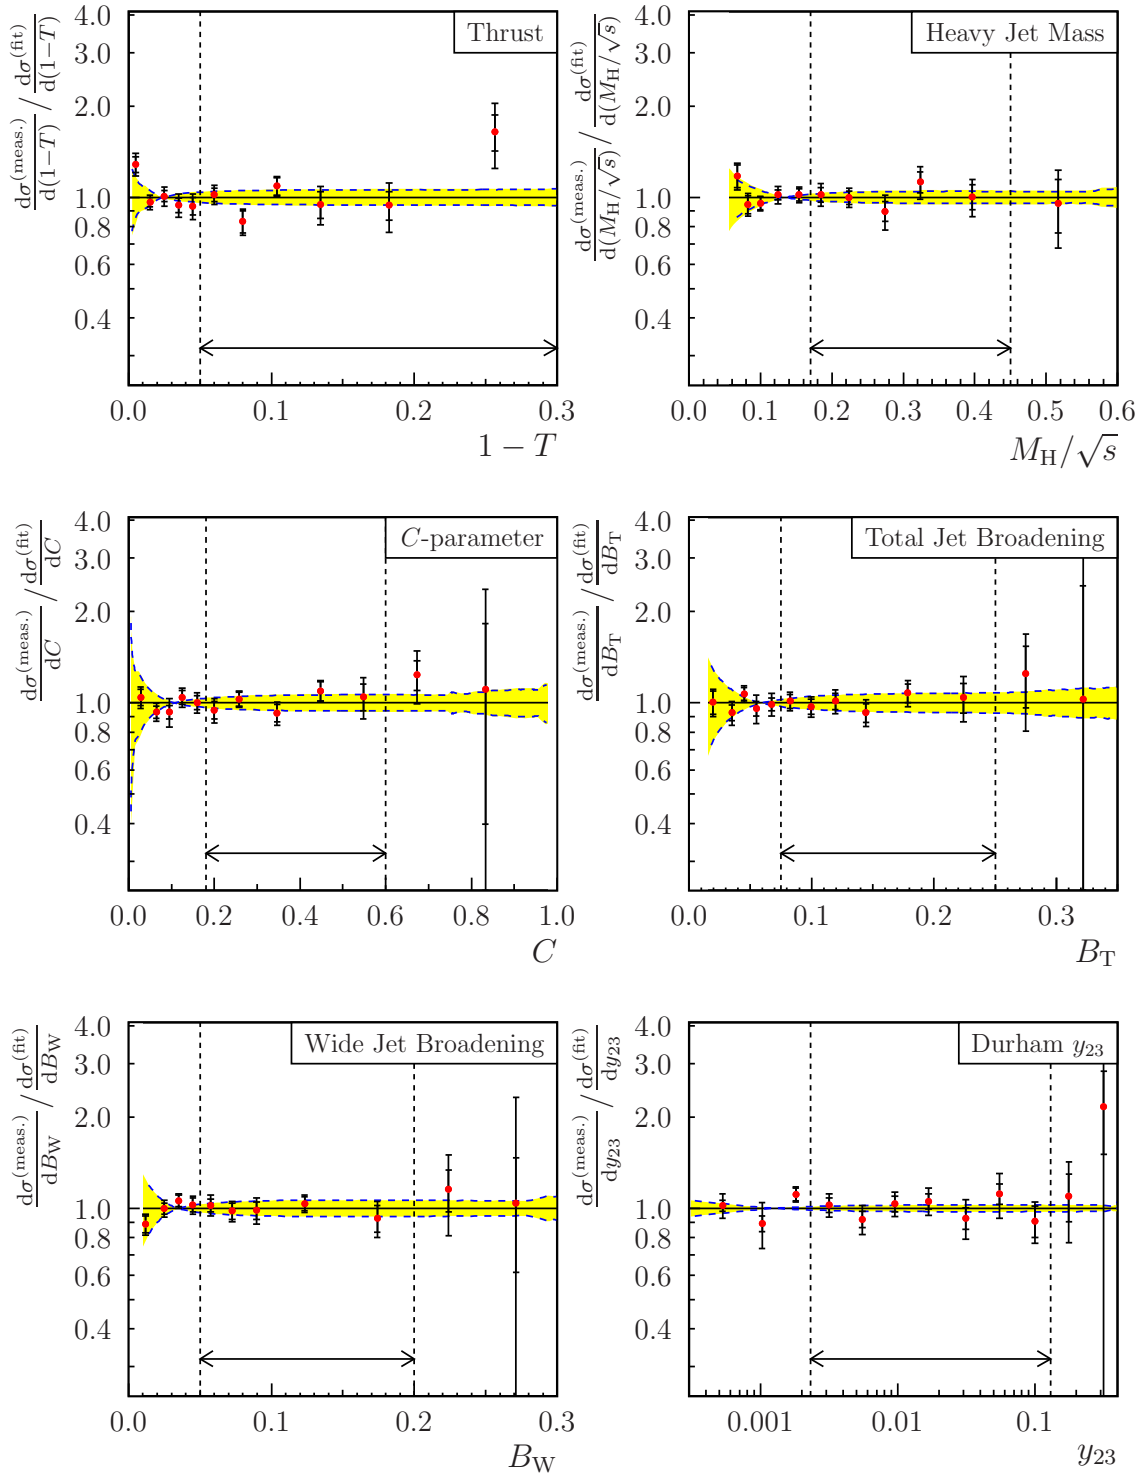 Thrust
dσ(meas.)/d(1−T) / dσ(fit)/d(1−T)
4.0
3.0
2.0
1.0
0.8
0.6
0.4
0.0 0.1 0.2 0.3
1 − T
Heavy Jet Mass
dσ(meas.)/d(M_H/√s) / dσ(fit)/d(M_H/√s)
4.0
3.0
2.0
1.0
0.8
0.6
0.4
0.0 0.1 0.2 0.3 0.4 0.5 0.6
M_H/√s
C-parameter
dσ(meas.)/dC / dσ(fit)/dC
4.0
3.0
2.0
1.0
0.8
0.6
0.4
0.0 0.2 0.4 0.6 0.8 1.0
C
Total Jet Broadening
dσ(meas.)/dB_T / dσ(fit)/dB_T
4.0
3.0
2.0
1.0
0.8
0.6
0.4
0.0 0.1 0.2 0.3
B_T
Wide Jet Broadening
dσ(meas.)/dB_W / dσ(fit)/dB_W
4.0
3.0
2.0
1.0
0.8
0.6
0.4
0.0 0.1 0.2 0.3
B_W
Durham y_23
dσ(meas.)/dy_23 / dσ(fit)/dy_23
4.0
3.0
2.0
1.0
0.8
0.6
0.4
0.001 0.01 0.1
y_23